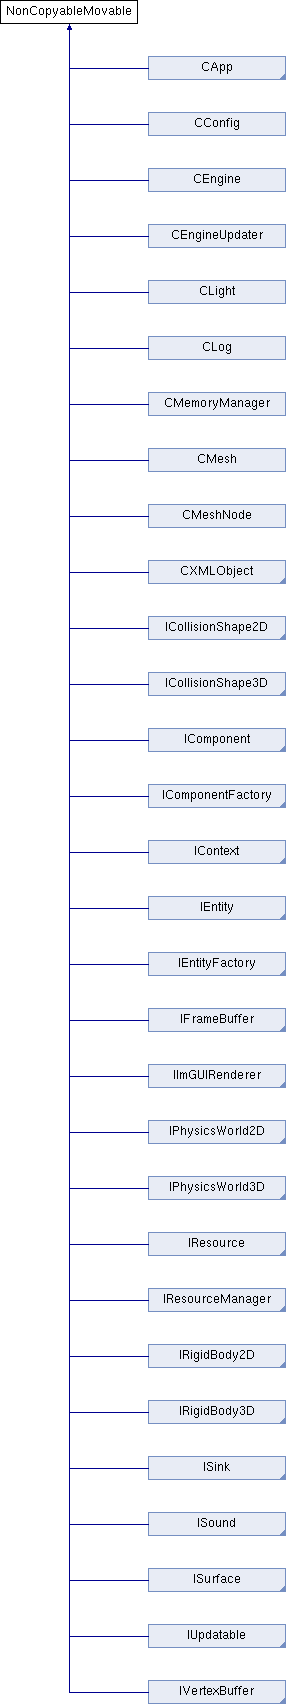 NonCopyableMovable
CApp
CConfig
CEngine
CEngineUpdater
CLight
CLog
CMemoryManager
CMesh
CMeshNode
CXMLObject
ICollisionShape2D
ICollisionShape3D
IComponent
IComponentFactory
IContext
IEntity
IEntityFactory
IFrameBuffer
IImGUIRenderer
IPhysicsWorld2D
IPhysicsWorld3D
IResource
IResourceManager
IRigidBody2D
IRigidBody3D
ISink
ISound
ISurface
IUpdatable
IVertexBuffer